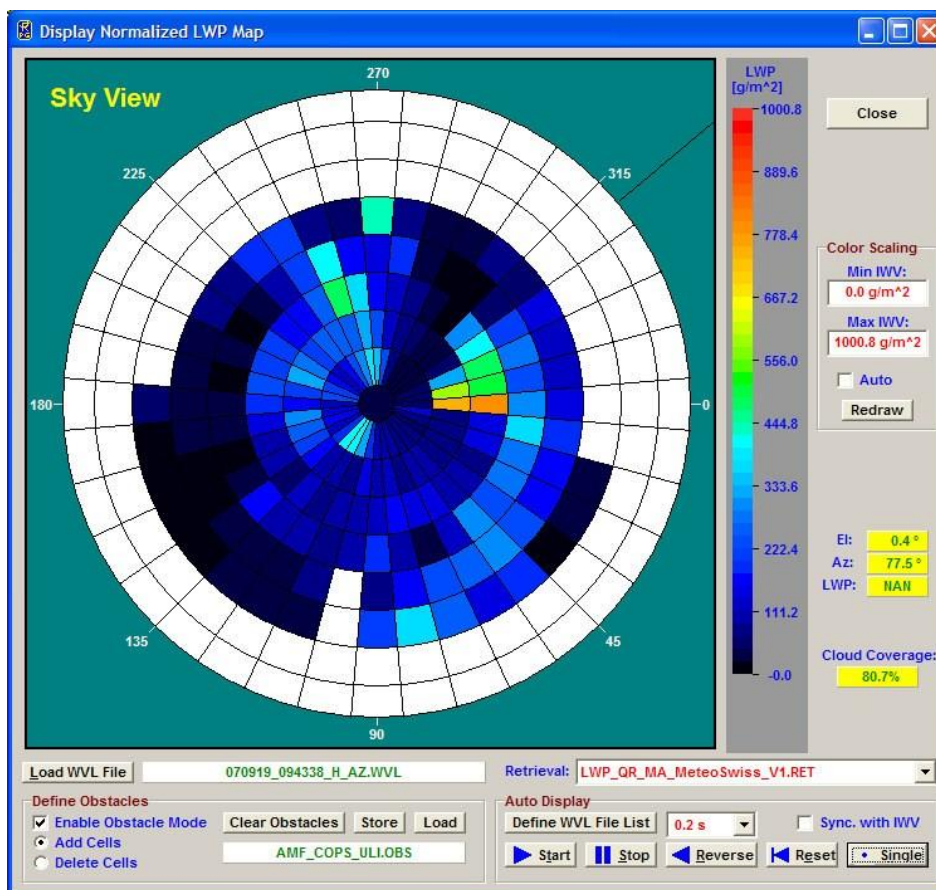 Display Normalized LWP Map
Sky View
270
225
315
180
0
135
45
90
LWP
[g/m^2]
1000.8
889.6
778.4
667.2
556.0
444.8
333.6
222.4
111.2
-0.0
Close
Color Scaling
Min IWV:
0.0 g/m^2
Max IWV:
1000.8 g/m^2
Auto
Redraw
El: 0.4 °
Az: 77.5 °
LWP: NAN
Cloud Coverage:
80.7%
Load WVL File 070919_094338_H_AZ.WVL
Retrieval: LWP_QR_MA_MeteoSwiss_V1.RET
Define Obstacles
Enable Obstacle Mode Clear Obstacles Store Load
Add Cells
AMF_COPS_ULI.OBS
Delete Cells
Auto Display
Define WVL File List 0.2 s Sync. with IWV
Start Stop Reverse Reset Single